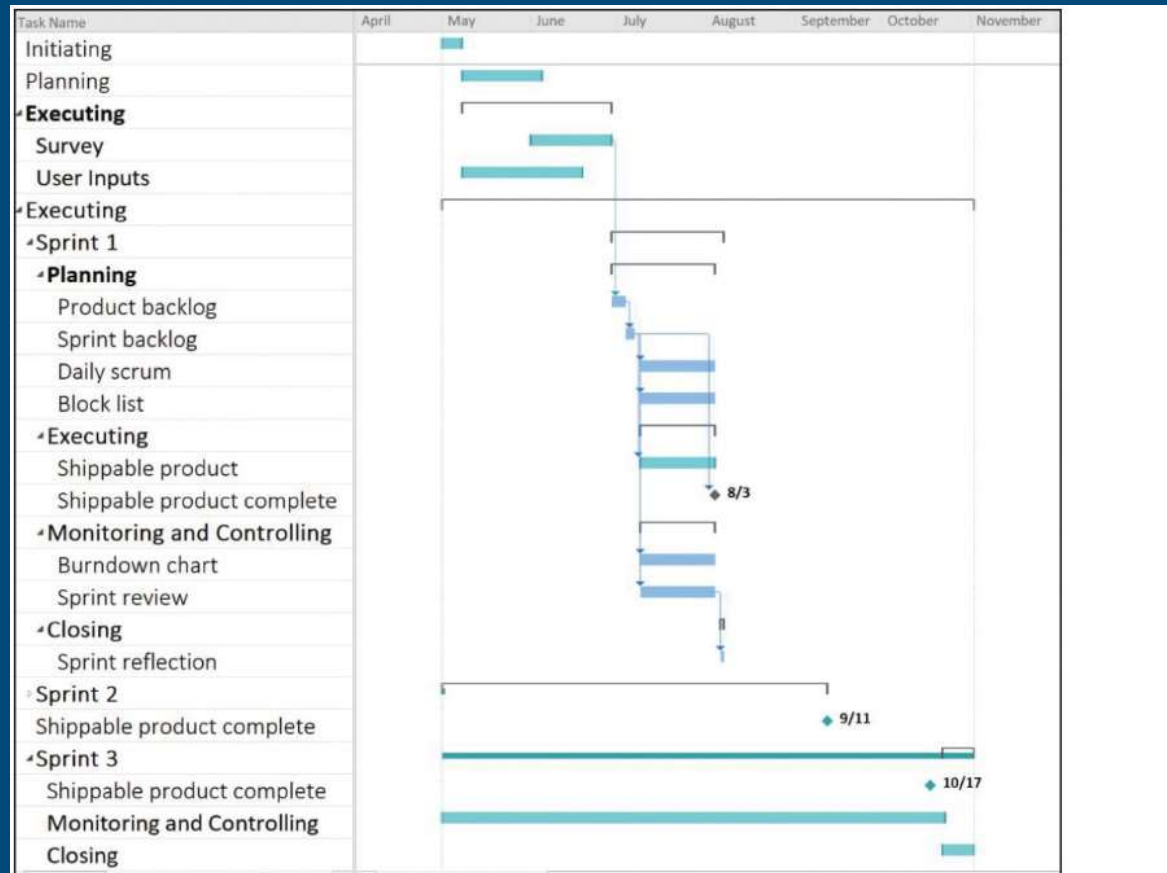 Task Name April May June July August September October November
Initiating
Planning
Executing
Survey
User Inputs
Executing
Sprint 1
Planning
Product backlog
Sprint backlog
Daily scrum
Block list
Executing
Shippable product
Shippable product complete 8/3
Monitoring and Controlling
Burndown chart
Sprint review
Closing
Sprint reflection
Sprint 2
Shippable product complete 9/11
Sprint 3
Shippable product complete 10/17
Monitoring and Controlling
Closing